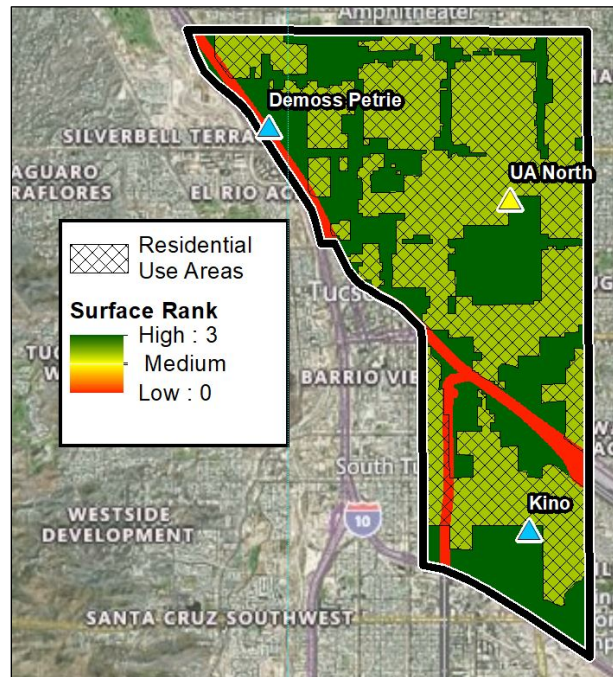 Amphitheater
Demoss Petrie
SILVERBELL TERRA
AGUARO
RAFLORES
EL RIO AC
UA North
Residential
Use Areas
Surface Rank
High : 3
Medium
Low : 0
Tucso
BARRIO VIE
South Tu
Kino
10
WESTSIDE
DEVELOPMENT
SANTA CRUZ SOUTHWEST